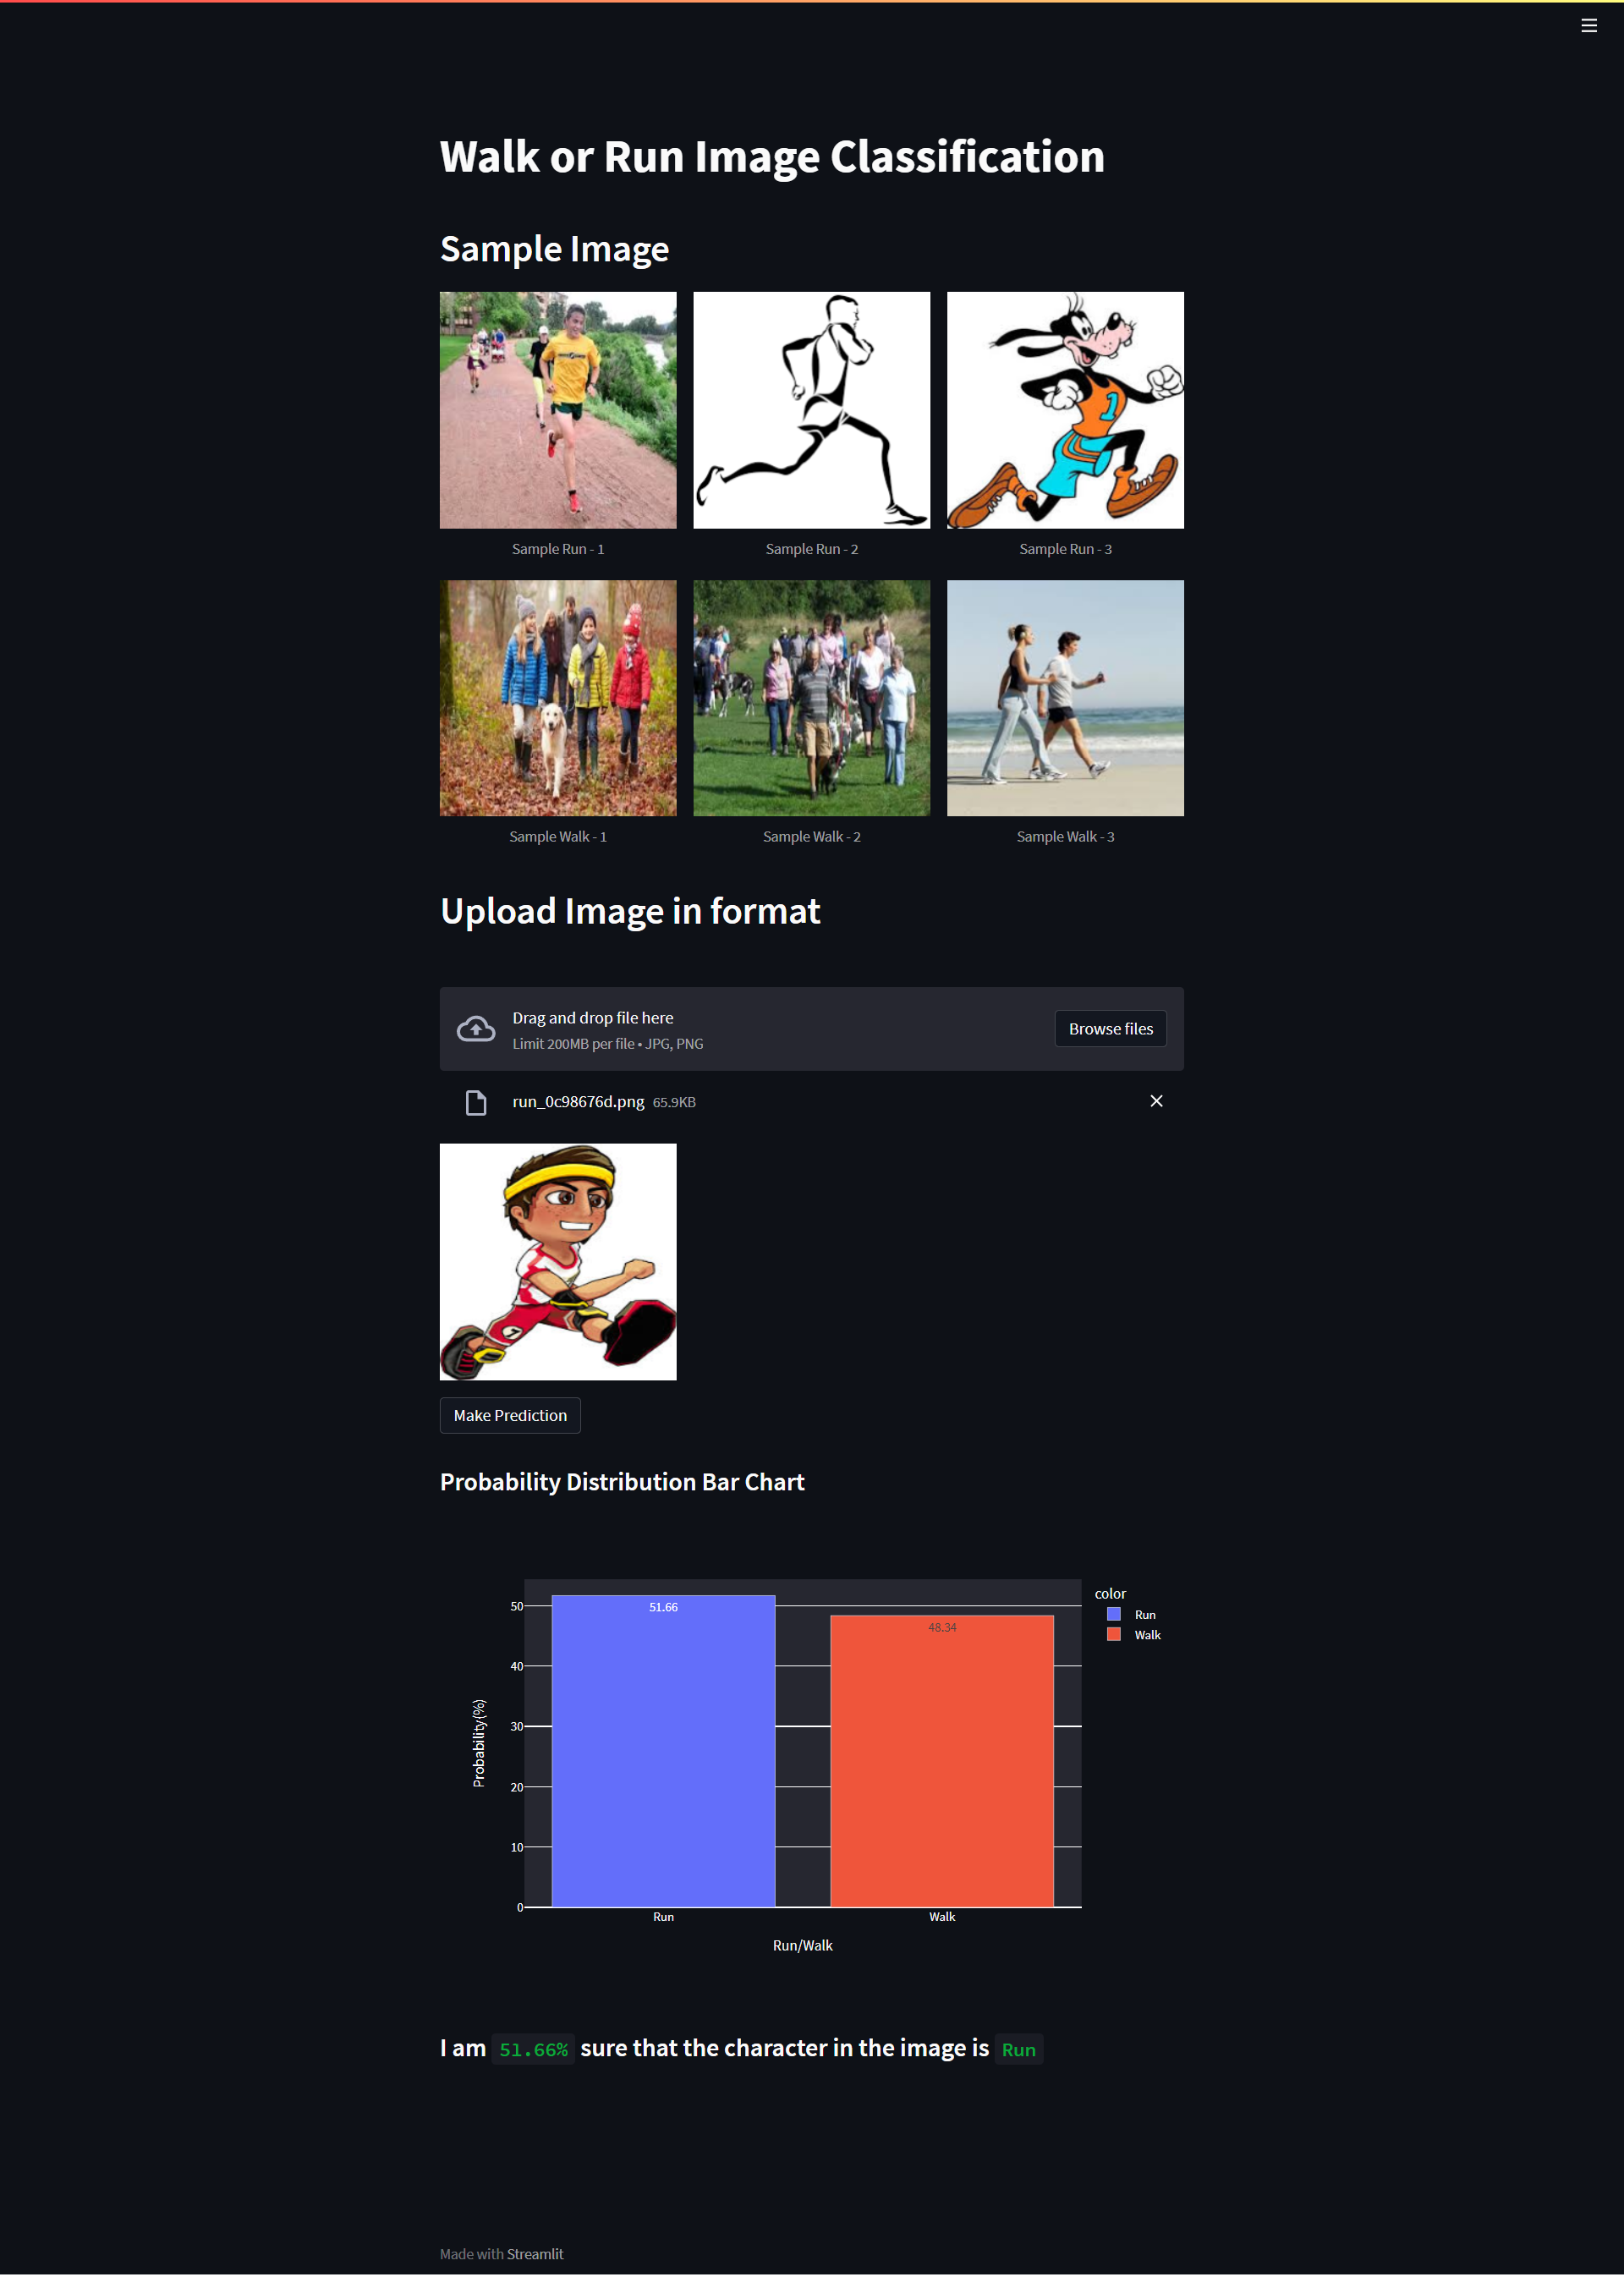 Walk or Run Image Classification
Sample Image
1
Sample Run - 1
Sample Run - 2
Sample Run - 3
Sample Walk - 1
Sample Walk - 2
Sample Walk - 3
Upload Image in format
Drag and drop file here
Limit 200MB per file • JPG, PNG
Browse files
run_0c98676d.png 65.9KB
Make Prediction
Probability Distribution Bar Chart
color
Run
Walk
Probability(%)
50
40
30
20
10
0
51.66
48.34
Run
Walk
Run/Walk
I am 51.66% sure that the character in the image is Run
Made with Streamlit